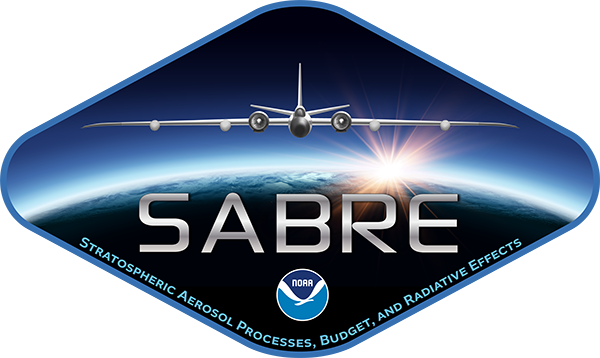 SABRE
Stratospheric Aerosol Processes, Budget, and Radiative Effects
NOAA